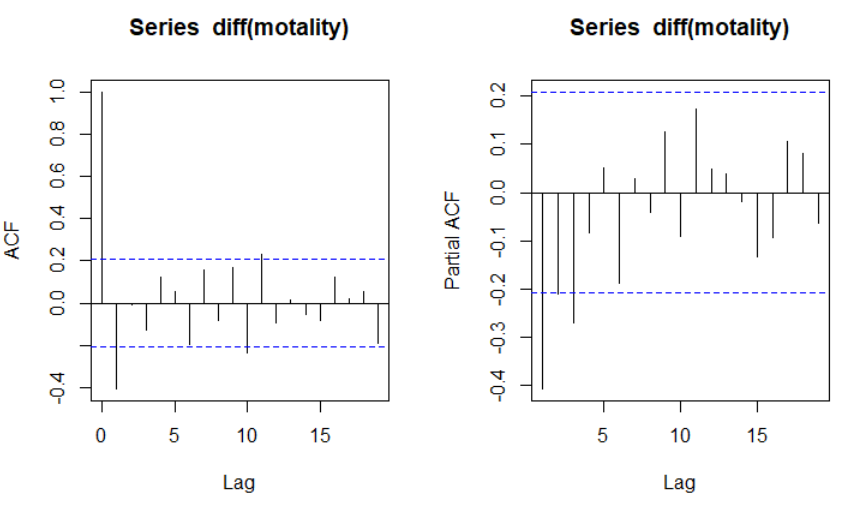 Series diff(motality)
ACF
1.0
0.8
0.6
0.4
0.2
0.0
-0.4
0 5 10 15
Lag
Series diff(motality)
Partial ACF
0.2
0.1
0.0
-0.1
-0.2
-0.3
-0.4
5 10 15
Lag